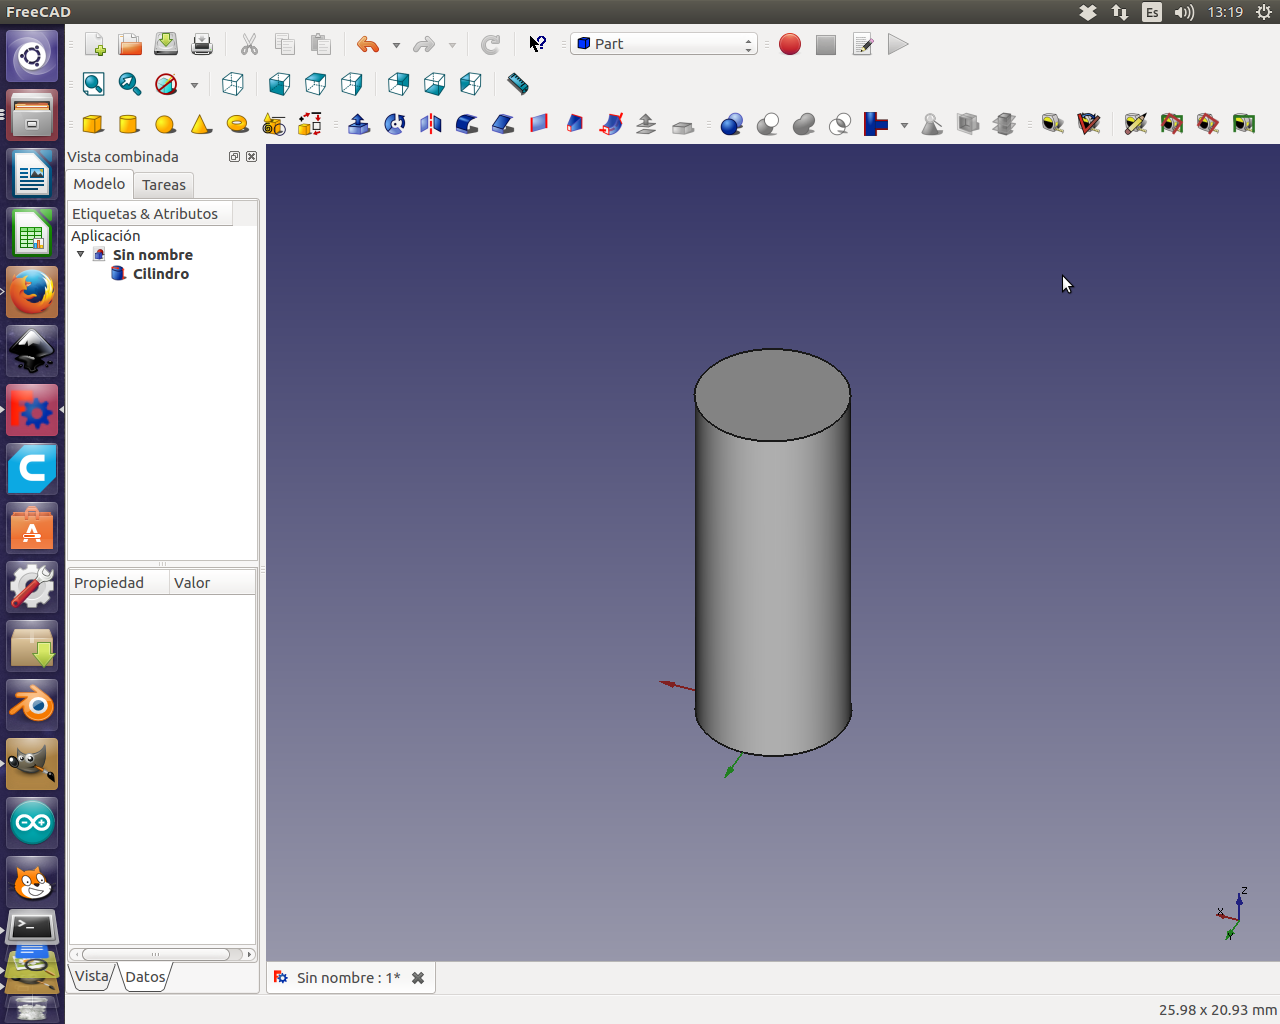 FreeCAD
Es
13:19
Part
Vista combinada
Modelo
Tareas
Etiquetas & Atributos
Aplicación
Sin nombre
Cilindro
Propiedad
Valor
Z
X
Y
Vista
Datos
Sin nombre : 1*
25.98 x 20.93 mm